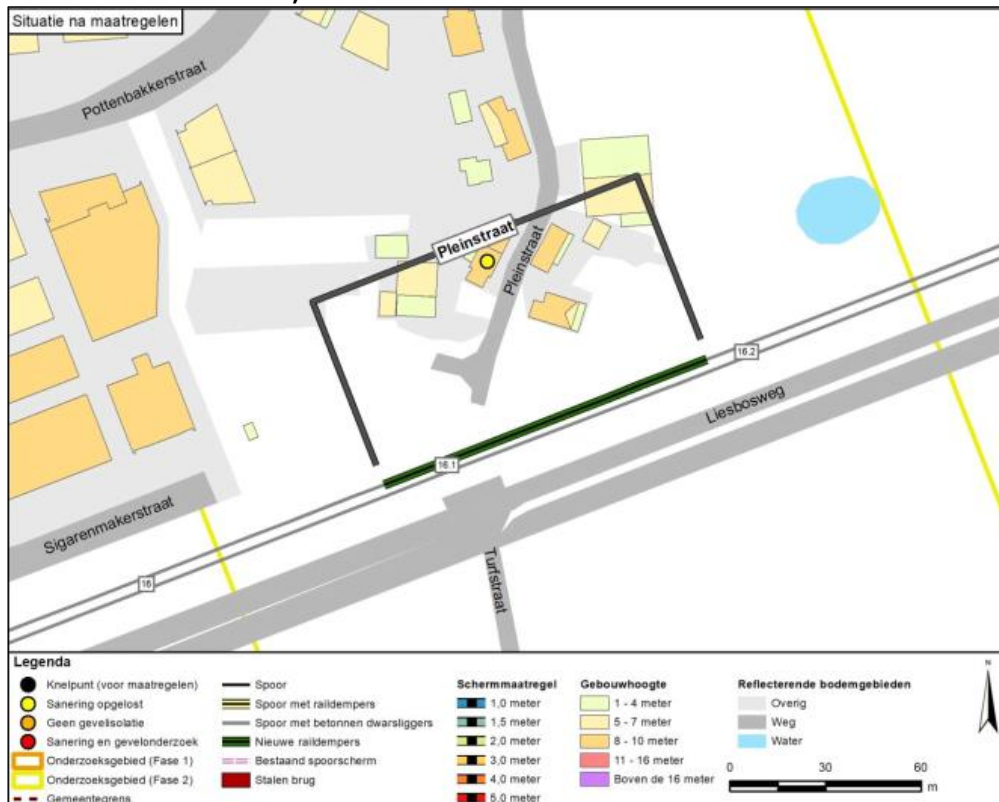 Situatie na maatregelen
Pottenbakkerstraat
Pleinstraat
Pleinstraat
16.2
Liesbosweg
16.1
Sigarenmakerstraat
Turfstraat
16
Legenda
Knelpunt (voor maatregelen)
Sanering opgelost
Geen gevelisolatie
Sanering en gevelonderzoek
Onderzoeksgebied (Fase 1)
Onderzoeksgebied (Fase 2)
Gemeentegrens
Spoor
Spoor met raildempers
Spoor met betonnen dwarsliggers
Nieuwe raildempers
Bestaand spoorscherm
Stalen brug
Schermmaatregel
1,0 meter
1,5 meter
2,0 meter
3,0 meter
4,0 meter
5,0 meter
Gebouwhoogte
1 - 4 meter
5 - 7 meter
8 - 10 meter
11 - 16 meter
Boven de 16 meter
Reflecterende bodemgebieden
Overig
Weg
Water
N
0 30 60
m